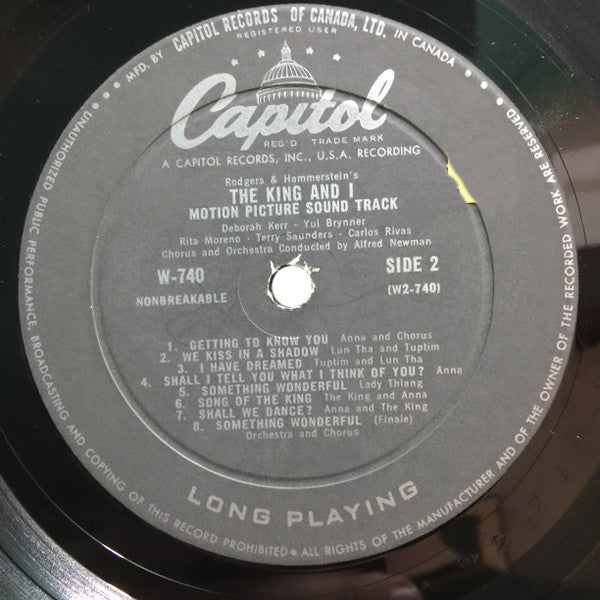 MFD. BY CAPITOL RECORDS OF CANADA, LTD. IN CANADA
REGISTERED USER
Capitol
REG'D TRADE MARK
A CAPITOL RECORDS, INC., U.S.A. RECORDING
Rodgers & Hammerstein's
THE KING AND I
MOTION PICTURE SOUND TRACK
Deborah Kerr - Yul Brynner
Rita Moreno - Terry Saunders - Carlos Rivas
Chorus and Orchestra Conducted by Alfred Newman
W-740 SIDE 2
NONBREAKABLE (W2-740)
1. GETTING TO KNOW YOU Anna and Chorus
2. WE KISS IN A SHADOW Lun Tha and Tuptim
3. I HAVE DREAMED Tuptim and Lun Tha
4. SHALL I TELL YOU WHAT I THINK OF YOU? Anna
5. SOMETHING WONDERFUL Lady Thiang
6. SONG OF THE KING The King and Anna
7. SHALL WE DANCE? Anna and The King
8. SOMETHING WONDERFUL (Finale)
Orchestra and Chorus
LONG PLAYING
• UNAUTHORIZED PUBLIC PERFORMANCE, BROADCASTING AND COPYING OF THIS RECORD PROHIBITED • ALL RIGHTS OF THE MANUFACTURER AND OF THE OWNER OF THE RECORDED WORK ARE RESERVED •